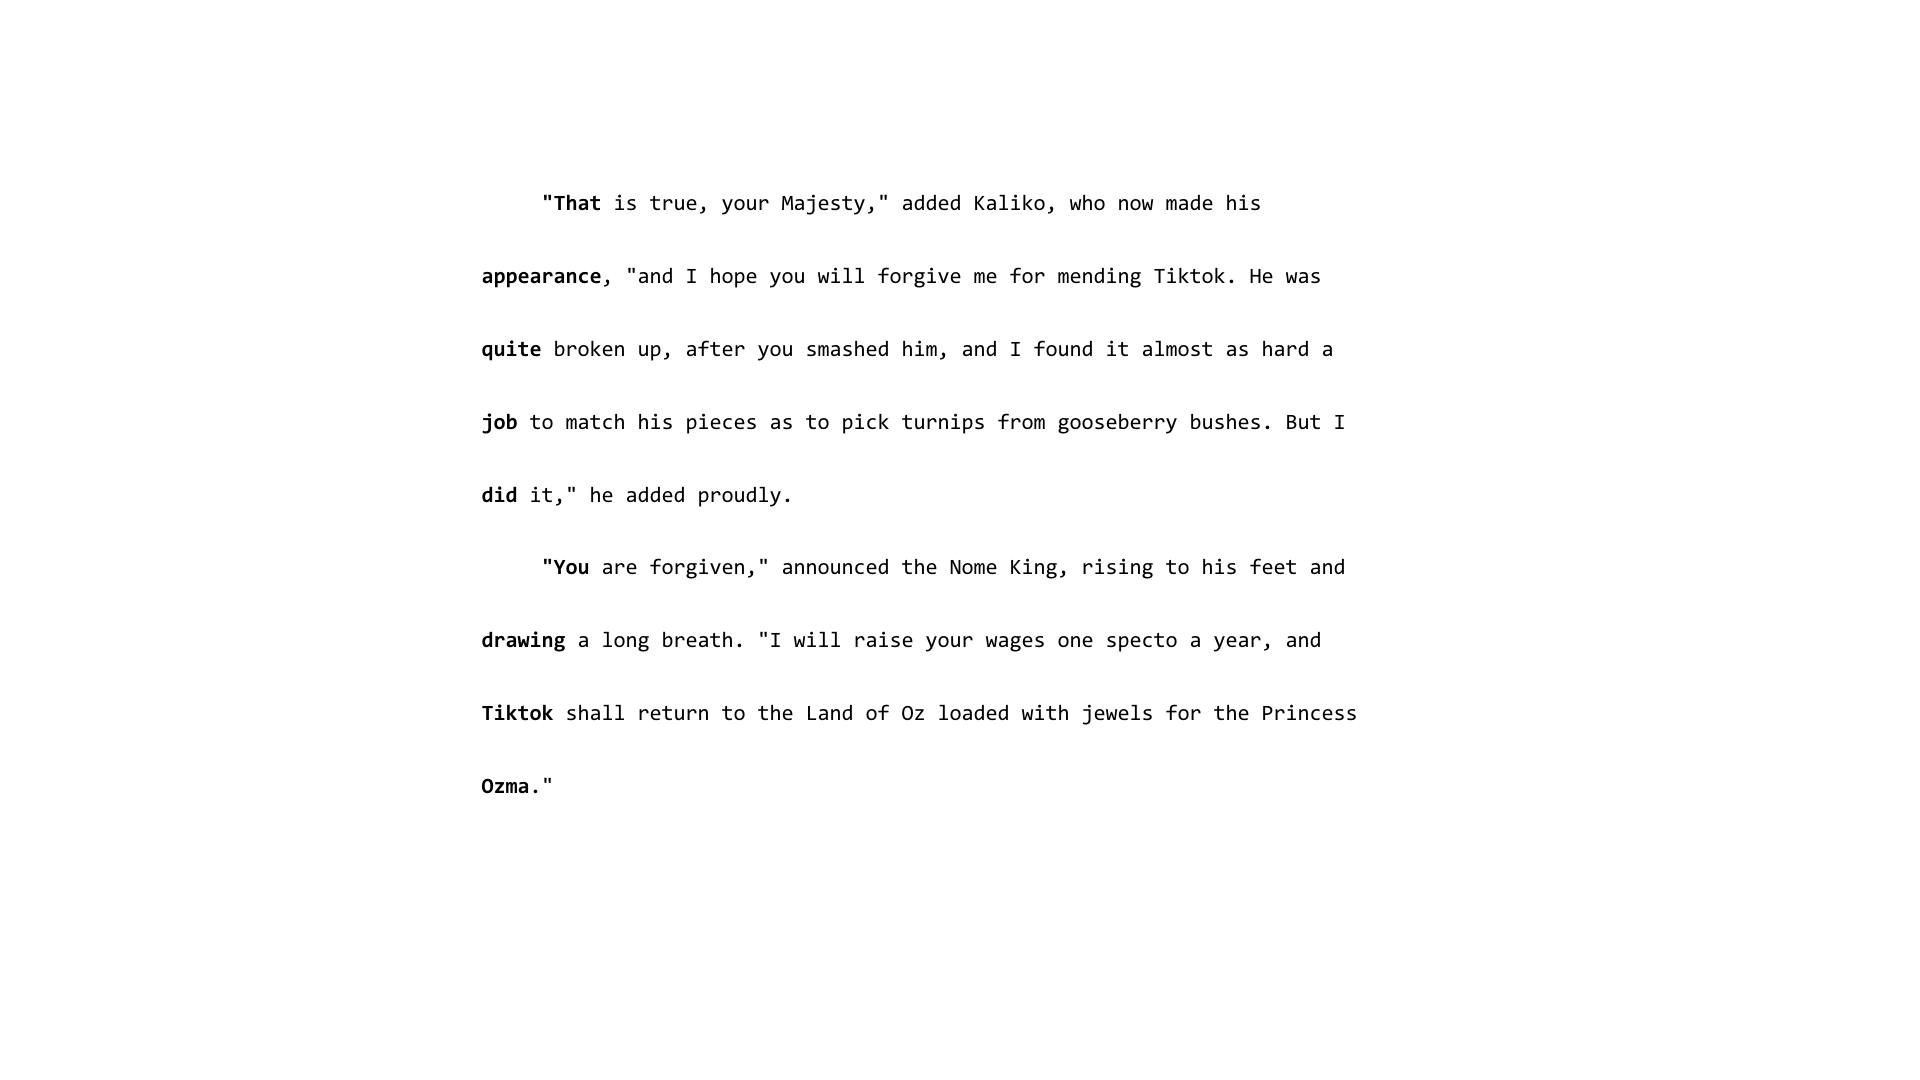 "That is true, your Majesty," added Kaliko, who now made his
appearance, "and I hope you will forgive me for mending Tiktok. He was
quite broken up, after you smashed him, and I found it almost as hard a
job to match his pieces as to pick turnips from gooseberry bushes. But I
did it," he added proudly.
"You are forgiven," announced the Nome King, rising to his feet and
drawing a long breath. "I will raise your wages one specto a year, and
Tiktok shall return to the Land of Oz loaded with jewels for the Princess
Ozma."